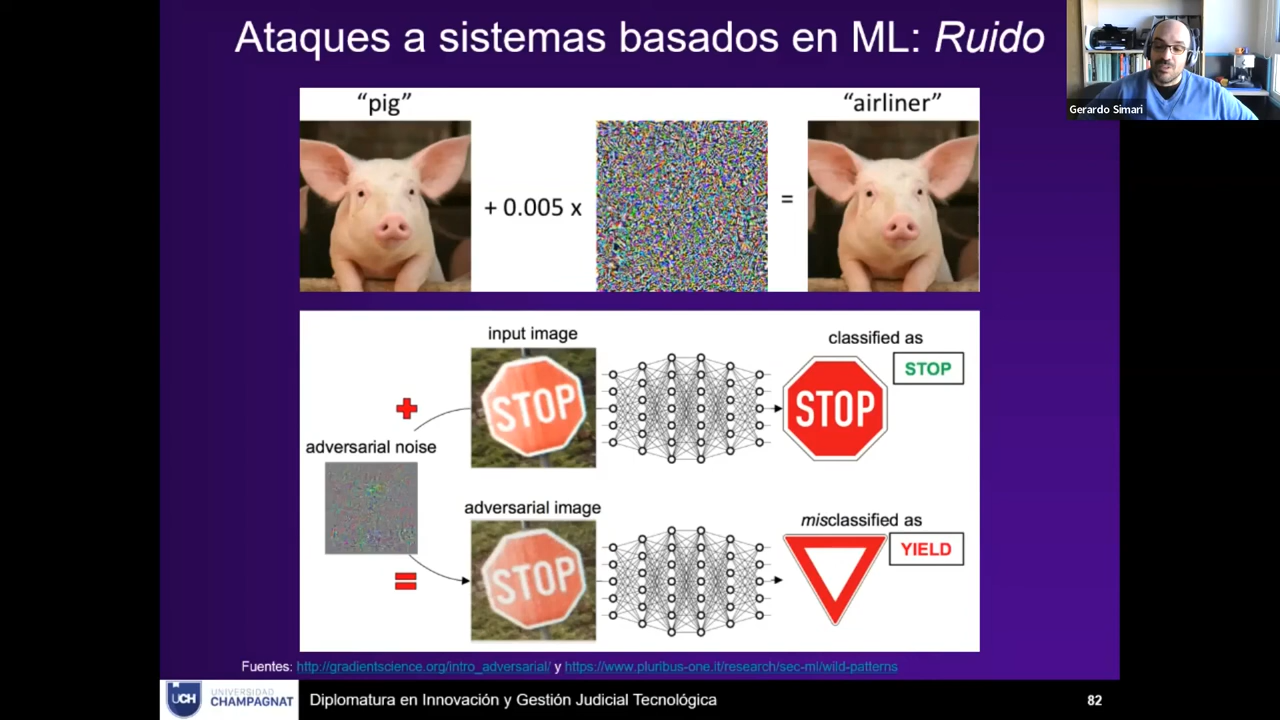 Ataques a sistemas basados en ML: Ruido
Gerardo Simari
“pig”
“airliner”
+ 0.005 x
=
input image
classified as
STOP
STOP
STOP
adversarial noise
adversarial image
misclassified as
STOP
YIELD
Fuentes: http://gradientscience.org/intro_adversarial/ y https://www.pluribus-one.it/research/sec-ml/wild-patterns
UCH
UNIVERSIDAD
CHAMPAGNAT
Diplomatura en Innovación y Gestión Judicial Tecnológica
82